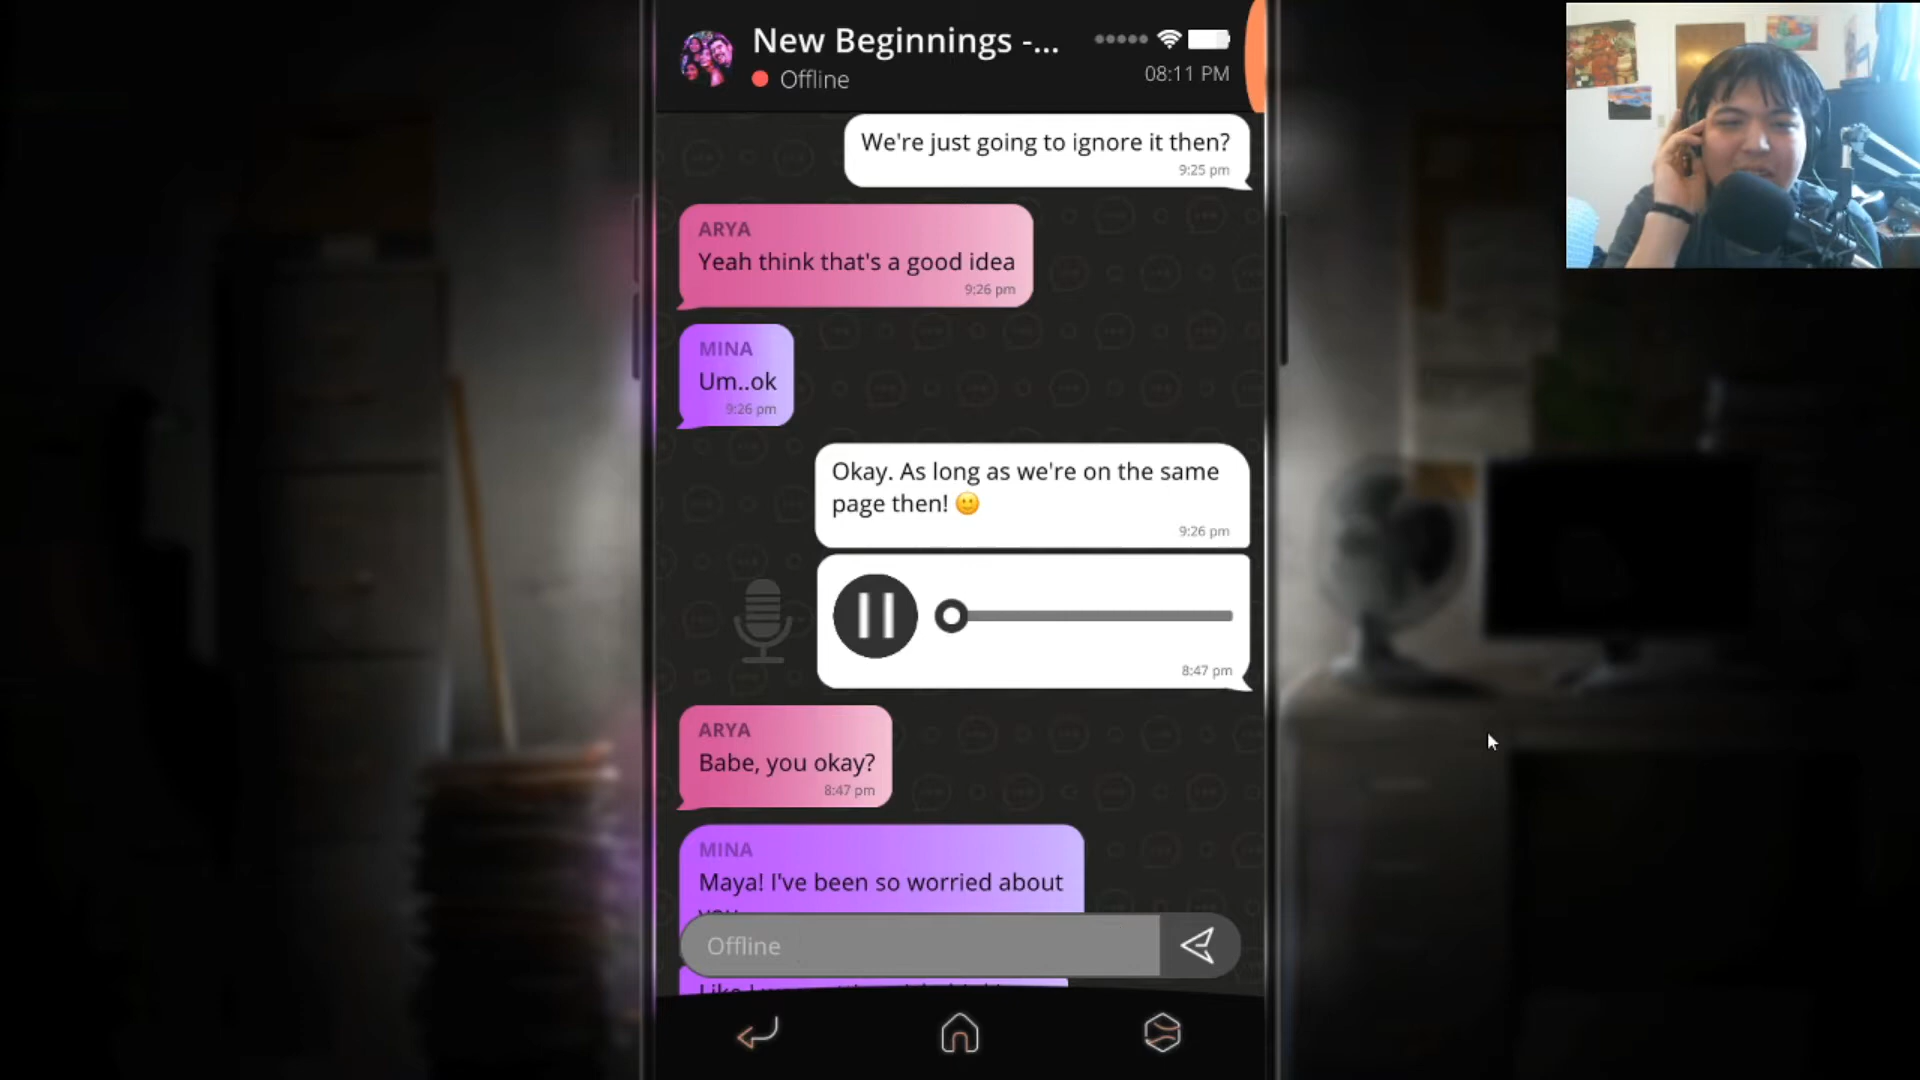 New Beginnings -...
Offline
08:11 PM
We're just going to ignore it then?
9:25 pm
ARYA
Yeah think that's a good idea
9:26 pm
MINA
Um..ok
9:26 pm
Okay. As long as we're on the same
page then! 🙂
9:26 pm
8:47 pm
ARYA
Babe, you okay?
8:47 pm
MINA
Maya! I've been so worried about
you
Offline